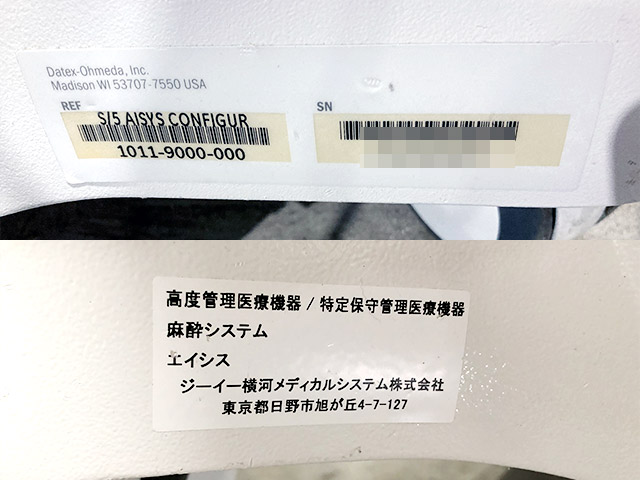 Datex-Ohmeda, Inc.
Madison WI 53707-7550 USA
REF
S/5 AISYS CONFIGUR
1011-9000-000
SN
高度管理医療機器 / 特定保守管理医療機器
麻酔システム
エイシス
ジーイー横河メディカルシステム株式会社
東京都日野市旭が丘4-7-127